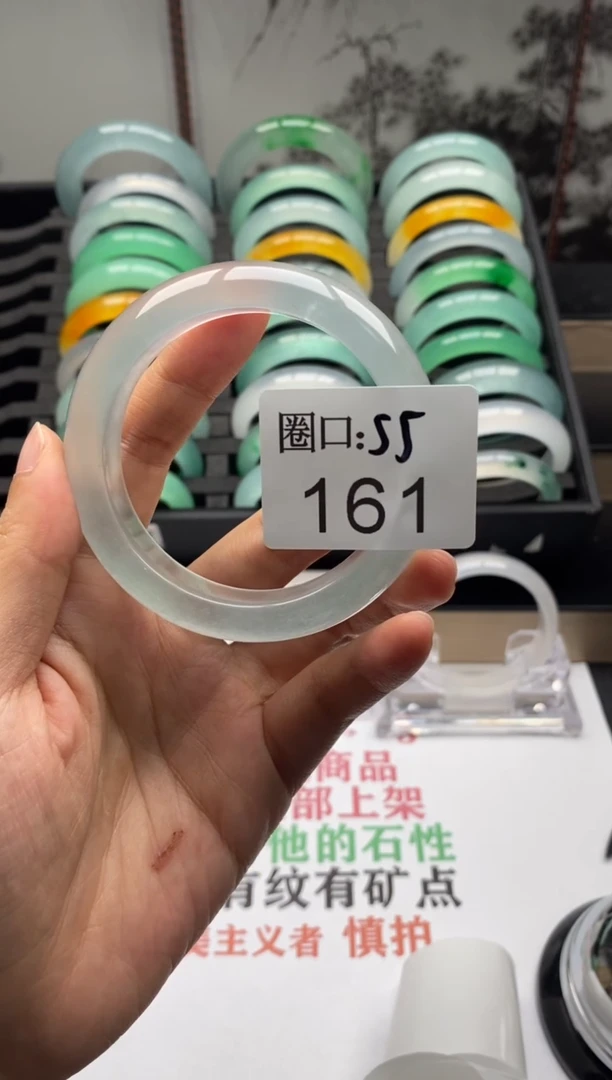 圈口:55
161
商品
部上架
他的石性
有纹有矿点
美主义者 慎拍